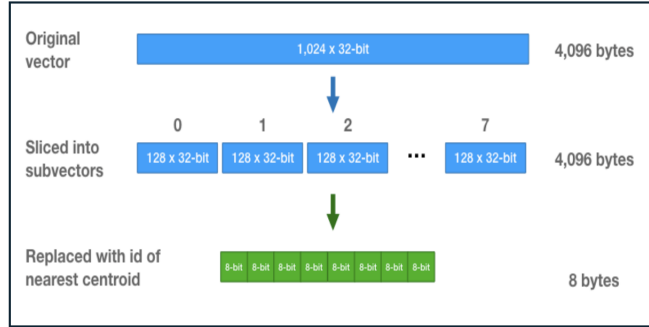 Original
vector
1,024 x 32-bit
4,096 bytes
0 1 2 7
Sliced into
subvectors
128 x 32-bit 128 x 32-bit 128 x 32-bit ... 128 x 32-bit
4,096 bytes
Replaced with id of
nearest centroid
8-bit 8-bit 8-bit 8-bit 8-bit 8-bit 8-bit 8-bit
8 bytes